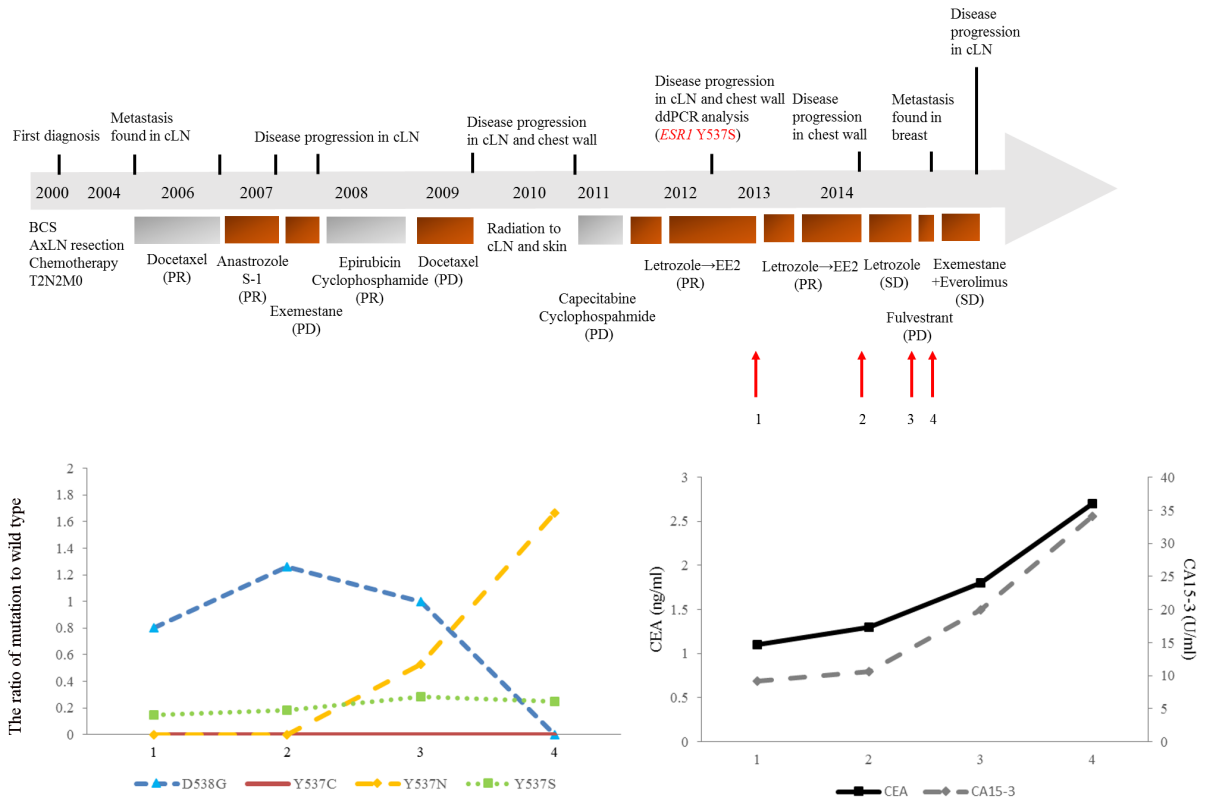 Disease
progression
in cLN
Disease progression
in cLN and chest wall
ddPCR analysis
(ESR1 Y537S)
Disease
progression
in chest wall
Metastasis
found in
breast
First diagnosis
Metastasis
found in cLN
Disease progression in cLN
Disease progression
in cLN and chest wall
2000 2004 2006 2007 2008 2009 2010 2011 2012 2013 2014
BCS
AxLN resection
Chemotherapy
T2N2M0
Docetaxel
(PR)
Anastrozole
S-1
(PR)
Exemestane
(PD)
Epirubicin
Cyclophosphamide
(PR)
Docetaxel
(PD)
Radiation to
cLN and skin
Capecitabine
Cyclophospahmide
(PD)
Letrozole→EE2
(PR)
Letrozole→EE2
(PR)
Letrozole
(SD)
Fulvestrant
(PD)
Exemestane
+Everolimus
(SD)
1 2 3 4
The ratio of mutation to wild type
2
1.8
1.6
1.4
1.2
1
0.8
0.6
0.4
0.2
0
1 2 3 4
D538G Y537C Y537N Y537S
CEA (ng/ml)
3
2.5
2
1.5
1
0.5
0
40
35
30
25
20
15
10
5
0
CA15-3 (U/ml)
1 2 3 4
CEA CA15-3